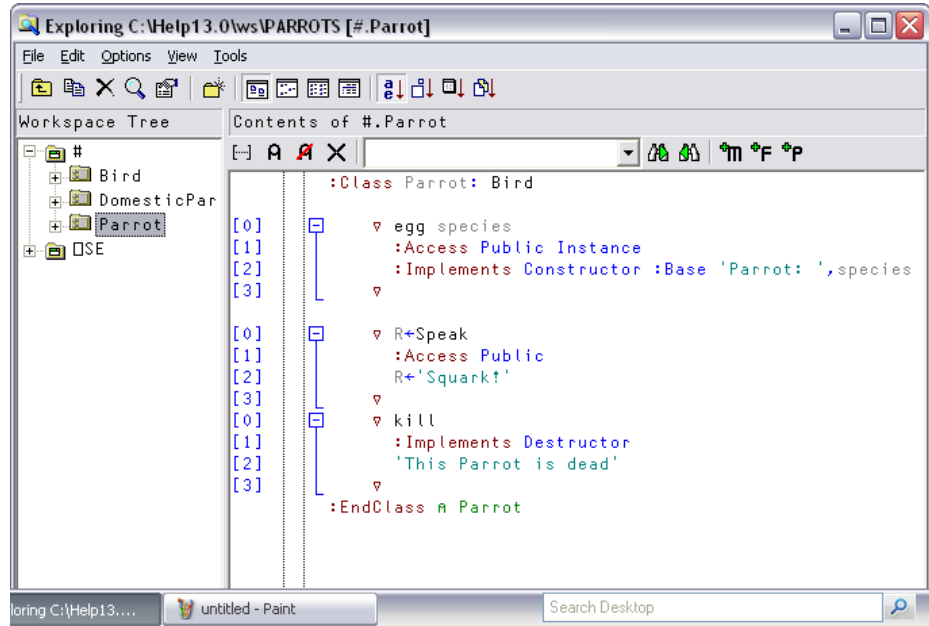 Exploring C:\Help13.0\ws\PARROTS [#.Parrot]
File Edit Options View Tools
Workspace Tree
Contents of #.Parrot
#
Bird
DomesticPar
Parrot
⎕SE
:Class Parrot: Bird
[0] ∇ egg species
[1] :Access Public Instance
[2] :Implements Constructor :Base 'Parrot: ',species
[3] ∇
[0] ∇ R←Speak
[1] :Access Public
[2] R←'Squark!'
[3] ∇
[0] ∇ kill
[1] :Implements Destructor
[2] 'This Parrot is dead'
[3] ∇
:EndClass ⍝ Parrot
loring C:\Help13....
untitled - Paint
Search Desktop